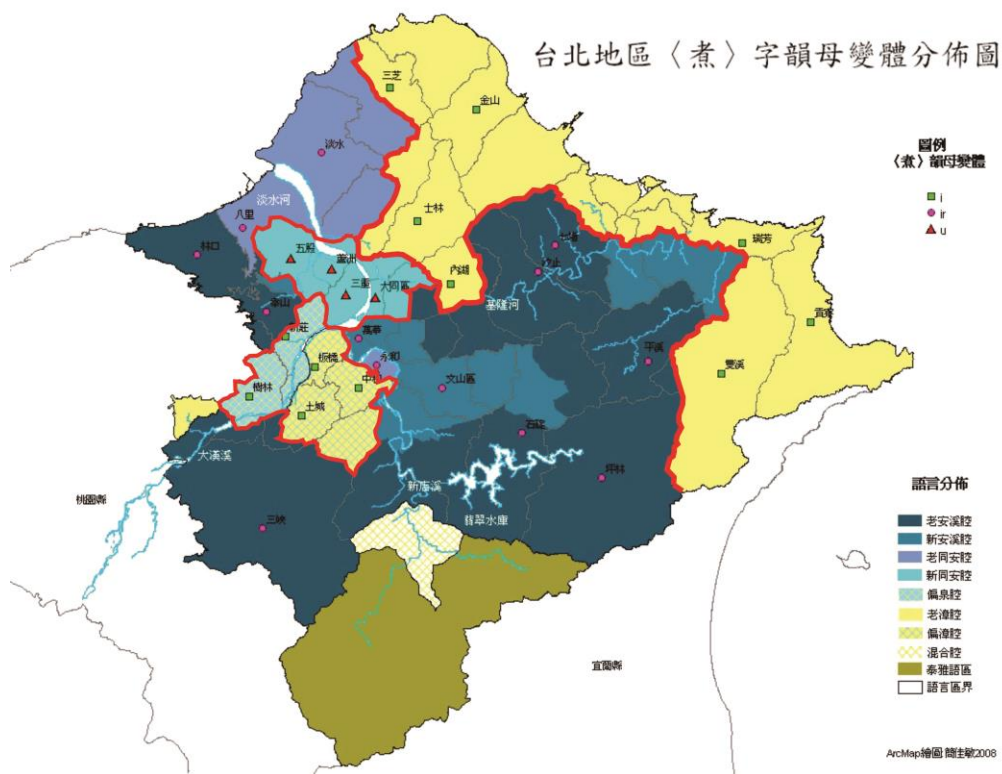 台北地區〈煮〉字韻母變體分佈圖
圖例
〈煮〉韻母變體
i
ir
u
三芝
金山
淡水
淡水河
八里
士林
林口
五股
蘆洲
瑞芳
汐止
三重
大同區
內湖
基隆河
泰山
新莊
萬華
板橋
永和
平溪
貢寮
樹林
中和
文山區
雙溪
土城
石碇
大漢溪
新店溪
坪林
翡翠水庫
桃園縣
三峽
宜蘭縣
語言分佈
老安溪腔
新安溪腔
老同安腔
新同安腔
偏泉腔
老漳腔
偏漳腔
混合腔
泰雅語區
語言區界
ArcMap繪圖 簡佳敏2008